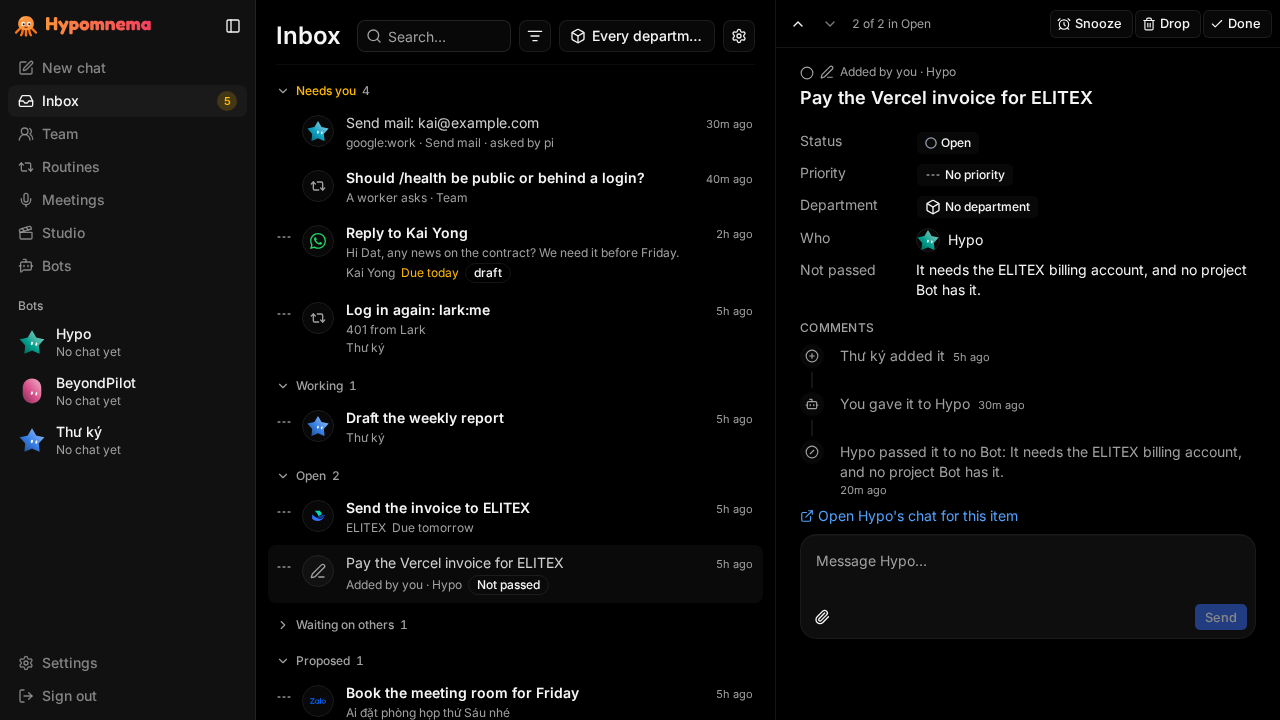 Hypomnema
New chat
Inbox
5
Team
Routines
Meetings
Studio
Bots
Bots
Hypo
No chat yet
BeyondPilot
No chat yet
Thư ký
No chat yet
Settings
Sign out
Inbox
Search...
Every departm...
Needs you 4
Send mail: kai@example.com
30m ago
google:work · Send mail · asked by pi
Should /health be public or behind a login?
40m ago
A worker asks · Team
Reply to Kai Yong
2h ago
Hi Dat, any news on the contract? We need it before Friday.
Kai Yong Due today draft
Log in again: lark:me
5h ago
401 from Lark
Thư ký
Working 1
Draft the weekly report
5h ago
Thư ký
Open 2
Send the invoice to ELITEX
5h ago
ELITEX Due tomorrow
Pay the Vercel invoice for ELITEX
5h ago
Added by you · Hypo Not passed
Waiting on others 1
Proposed 1
Zalo
Book the meeting room for Friday
5h ago
Ai đặt phòng họp thứ Sáu nhé
2 of 2 in Open
Snooze
Drop
Done
Added by you · Hypo
Pay the Vercel invoice for ELITEX
Status
Open
Priority
No priority
Department
No department
Who
Hypo
Not passed
It needs the ELITEX billing account, and no project
Bot has it.
COMMENTS
Thư ký added it 5h ago
You gave it to Hypo 30m ago
Hypo passed it to no Bot: It needs the ELITEX billing account,
and no project Bot has it.
20m ago
Open Hypo's chat for this item
Message Hypo...
Send